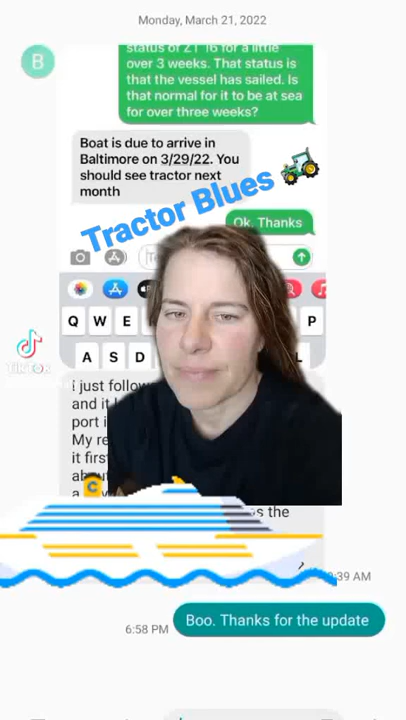 Monday, March 21, 2022
B
status of ZT 16 for a little
over 3 weeks. That status is
that the vessel has sailed. Is
that normal for it to be at sea
for over three weeks?
Boat is due to arrive in
Baltimore on 3/29/22. You
should see tractor next
month
Tractor Blues
Ok. Thanks
Q W E P
A S D L
TikTok
I just follow
and it
port i
My re
it first
about
a
s the
:39 AM
Boo. Thanks for the update
6:58 PM